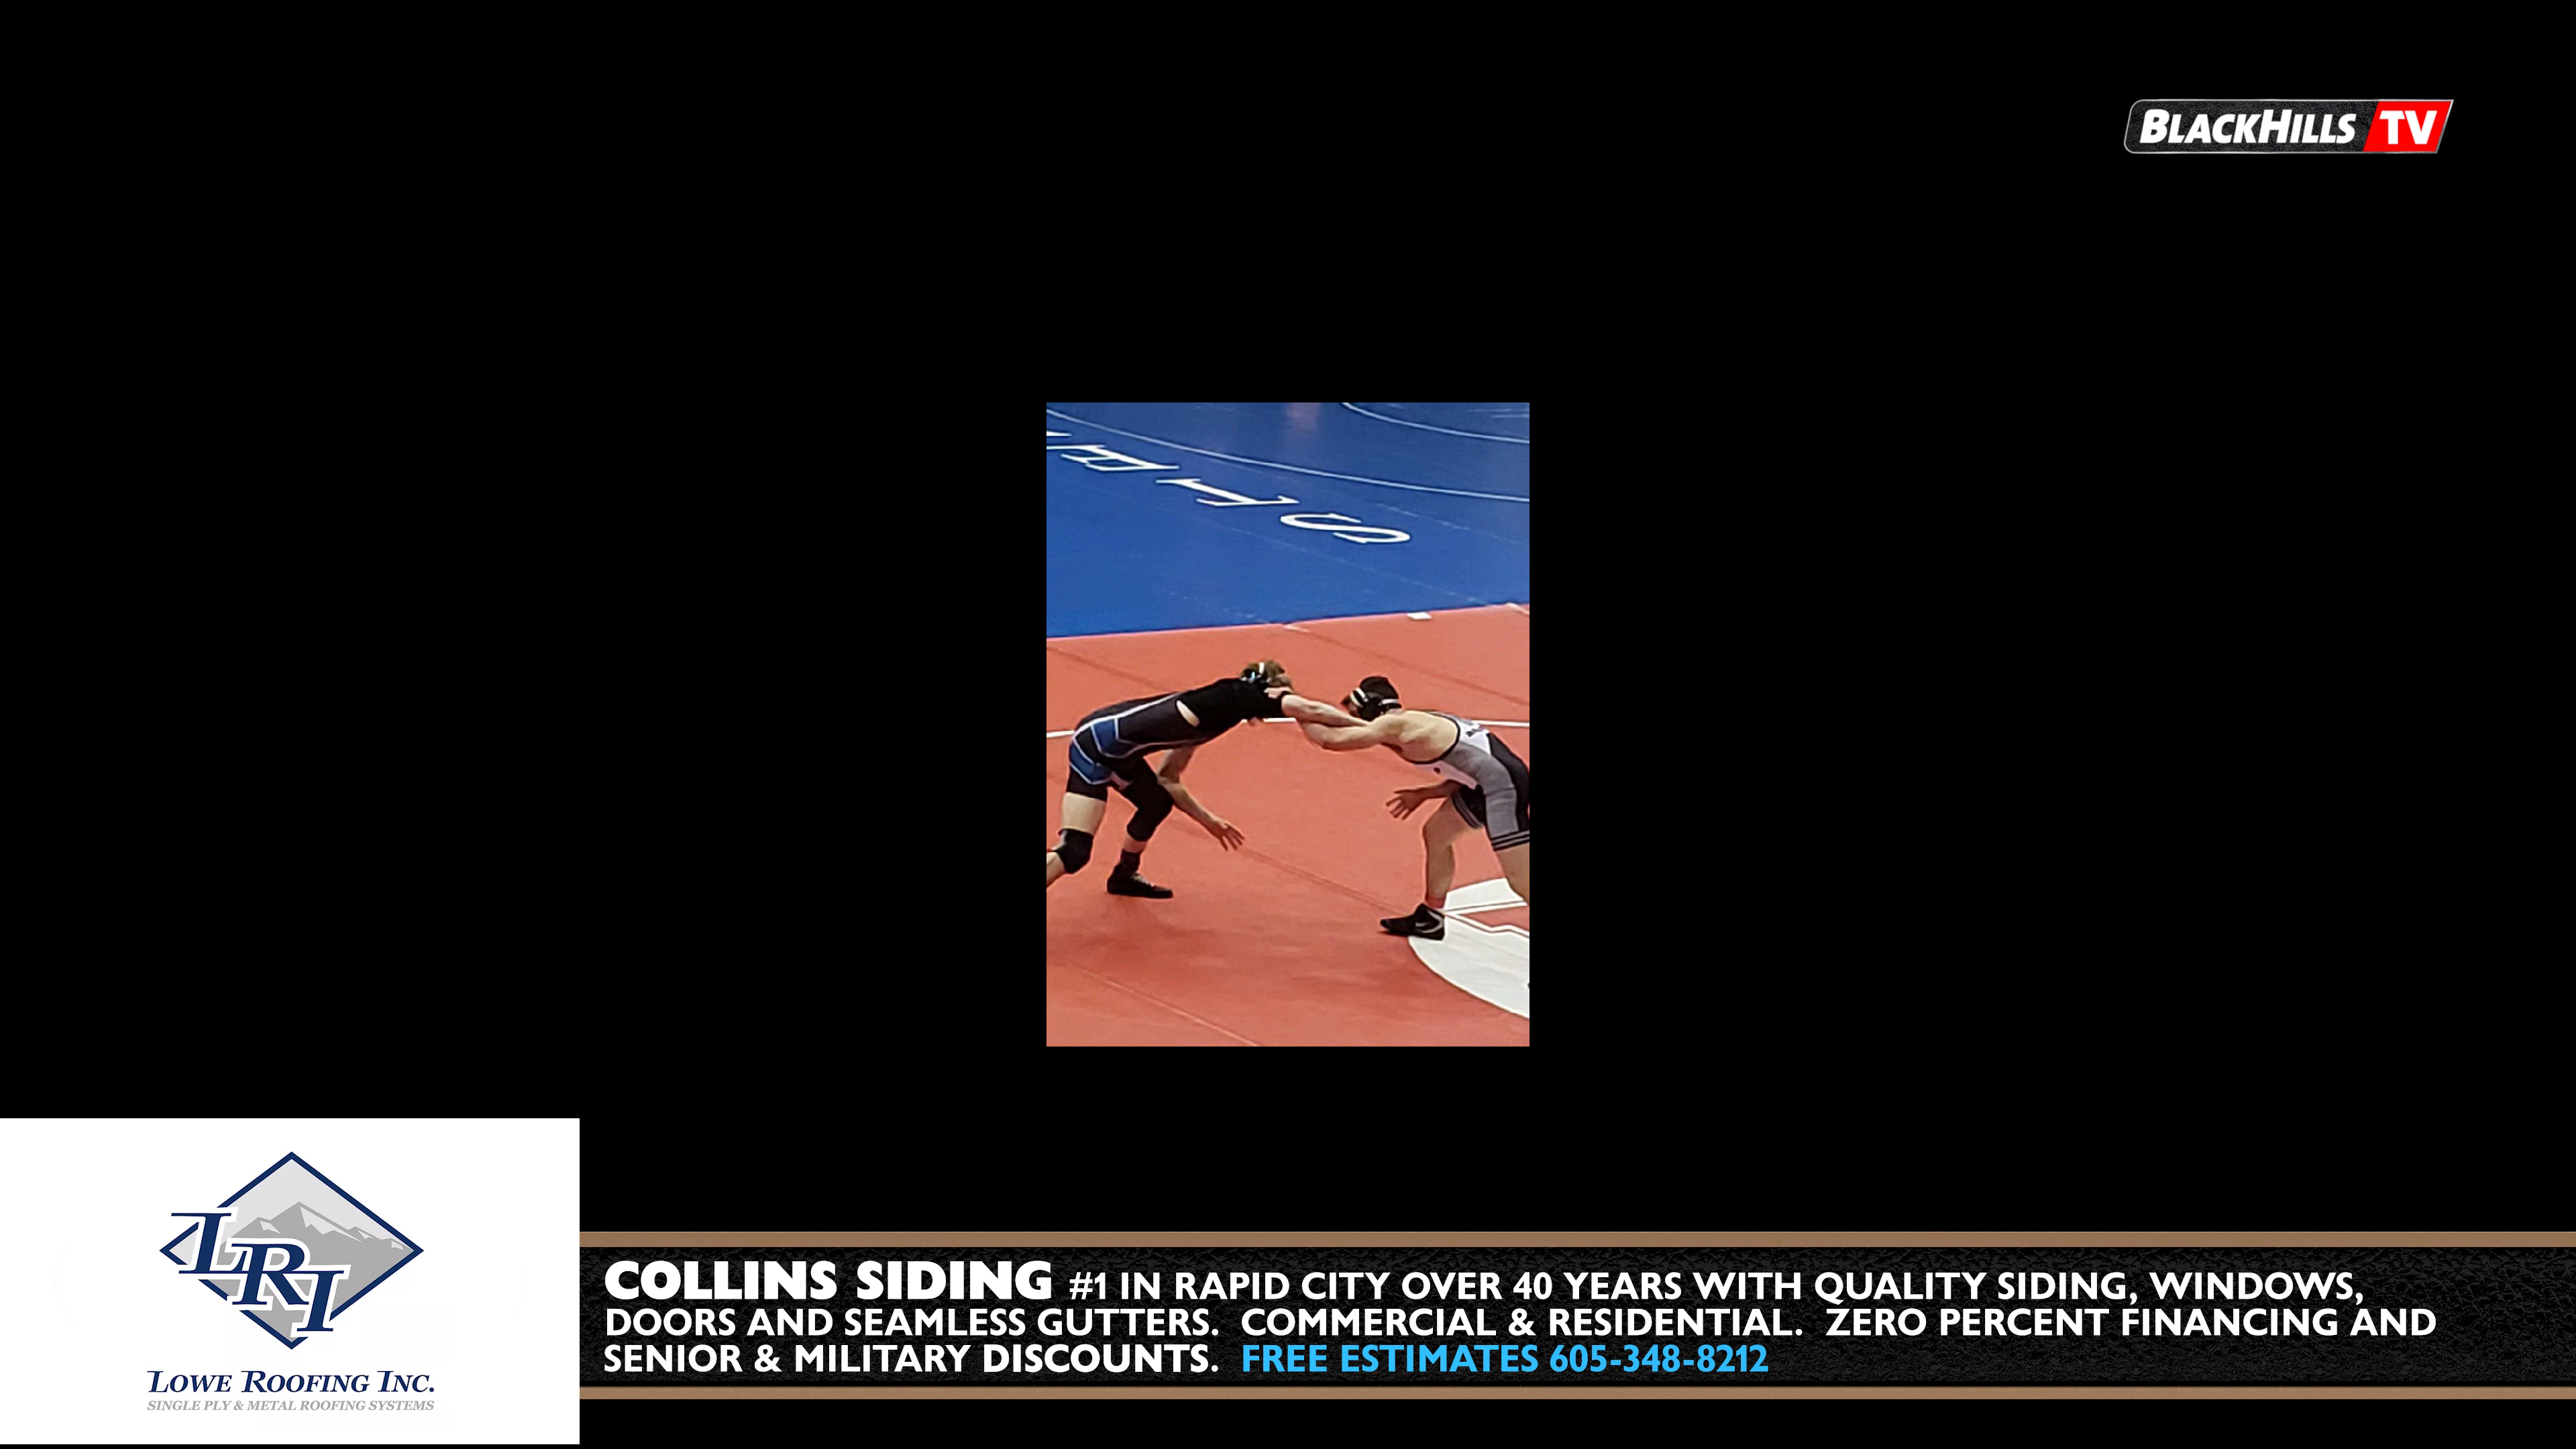 BLACKHILLS TV
LRI
LOWE ROOFING INC.
SINGLE PLY & METAL ROOFING SYSTEMS
COLLINS SIDING #1 IN RAPID CITY OVER 40 YEARS WITH QUALITY SIDING, WINDOWS,
DOORS AND SEAMLESS GUTTERS. COMMERCIAL & RESIDENTIAL. ZERO PERCENT FINANCING AND
SENIOR & MILITARY DISCOUNTS. FREE ESTIMATES 605-348-8212